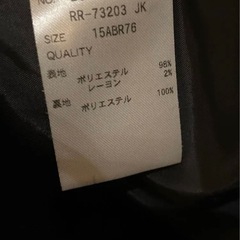 NO.
RR-73203 JK
SIZE 15ABR76
QUALITY
表地 ポリエステル 98%
レーヨン 2%
裏地 ポリエステル 100%